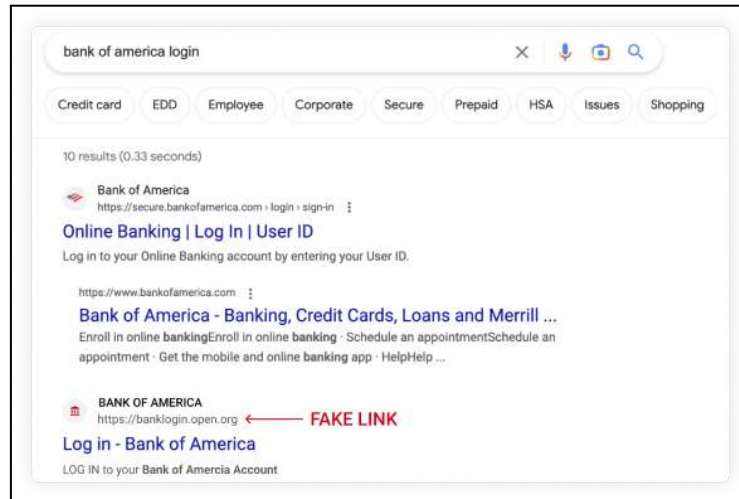 bank of america login
Credit card EDD Employee Corporate Secure Prepaid HSA Issues Shopping
10 results (0.33 seconds)
Bank of America
https://secure.bankofamerica.com › login › sign-in
Online Banking | Log In | User ID
Log in to your Online Banking account by entering your User ID.
https://www.bankofamerica.com
Bank of America - Banking, Credit Cards, Loans and Merrill ...
Enroll in online bankingEnroll in online banking · Schedule an appointmentSchedule an
appointment · Get the mobile and online banking app · HelpHelp ...
BANK OF AMERICA
https://banklogin.open.org FAKE LINK
Log in - Bank of America
LOG IN to your Bank of Amercia Account